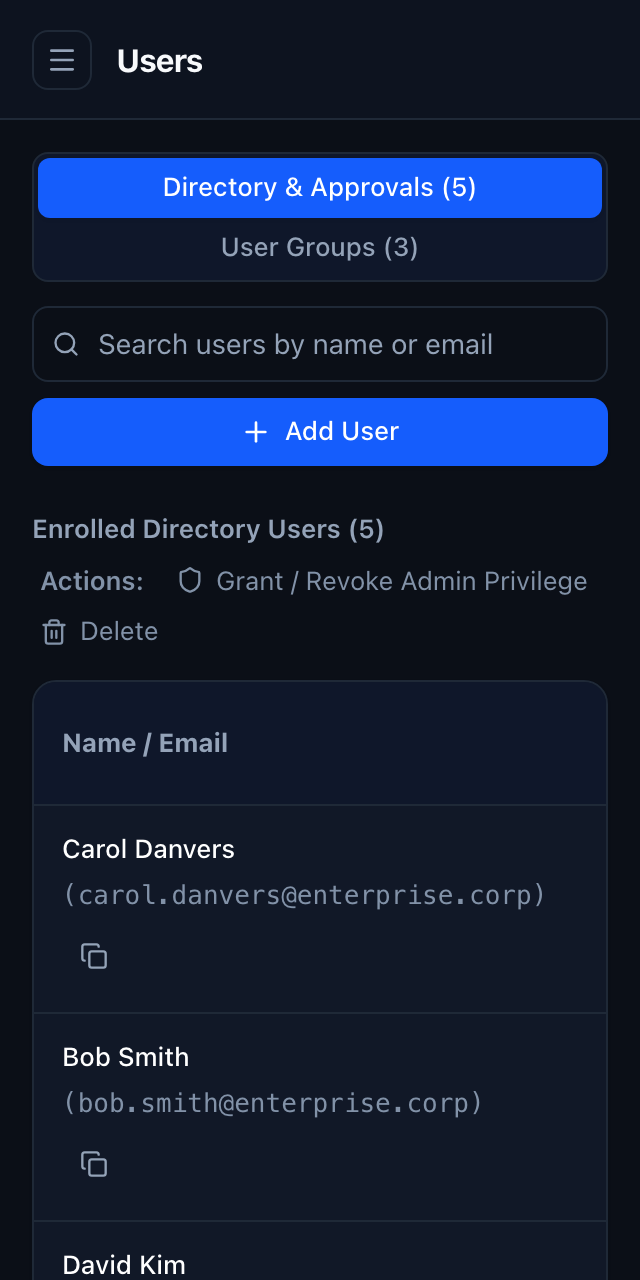 Users
Directory & Approvals (5)
User Groups (3)
Search users by name or email
Add User
Enrolled Directory Users (5)
Actions: Grant / Revoke Admin Privilege
Delete
Name / Email
Carol Danvers
(carol.danvers@enterprise.corp)
Bob Smith
(bob.smith@enterprise.corp)
David Kim